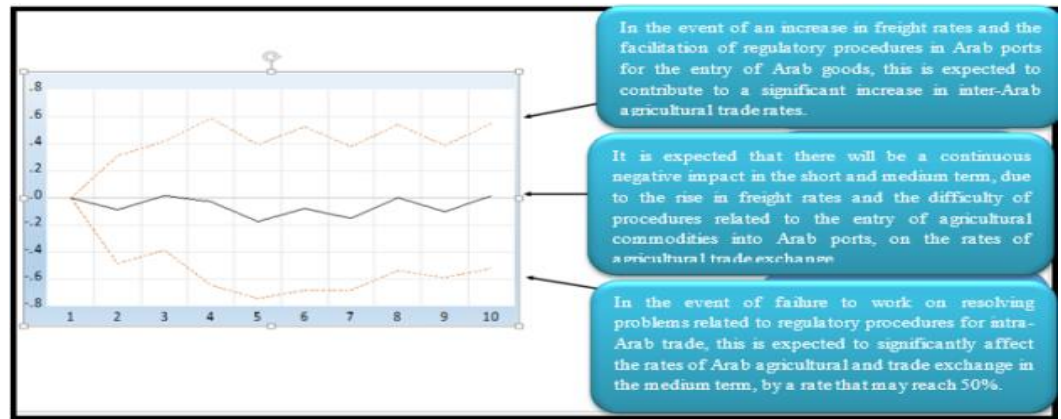 .8
.6
.4
.2
.0
-.2
-.4
-.6
-.8
1 2 3 4 5 6 7 8 9 10
In the event of an increase in freight rates and the
facilitation of regulatory procedures in Arab ports
for the entry of Arab goods, this is expected to
contribute to a significant increase in inter-Arab
agricultural trade rates.
It is expected that there will be a continuous
negative impact in the short and medium term, due
to the rise in freight rates and the difficulty of
procedures related to the entry of agricultural
commodities into Arab ports, on the rates of
agricultural trade exchange
In the event of failure to work on resolving
problems related to regulatory procedures for intra-
Arab trade, this is expected to significantly affect
the rates of Arab agricultural and trade exchange in
the medium term, by a rate that may reach 50%.